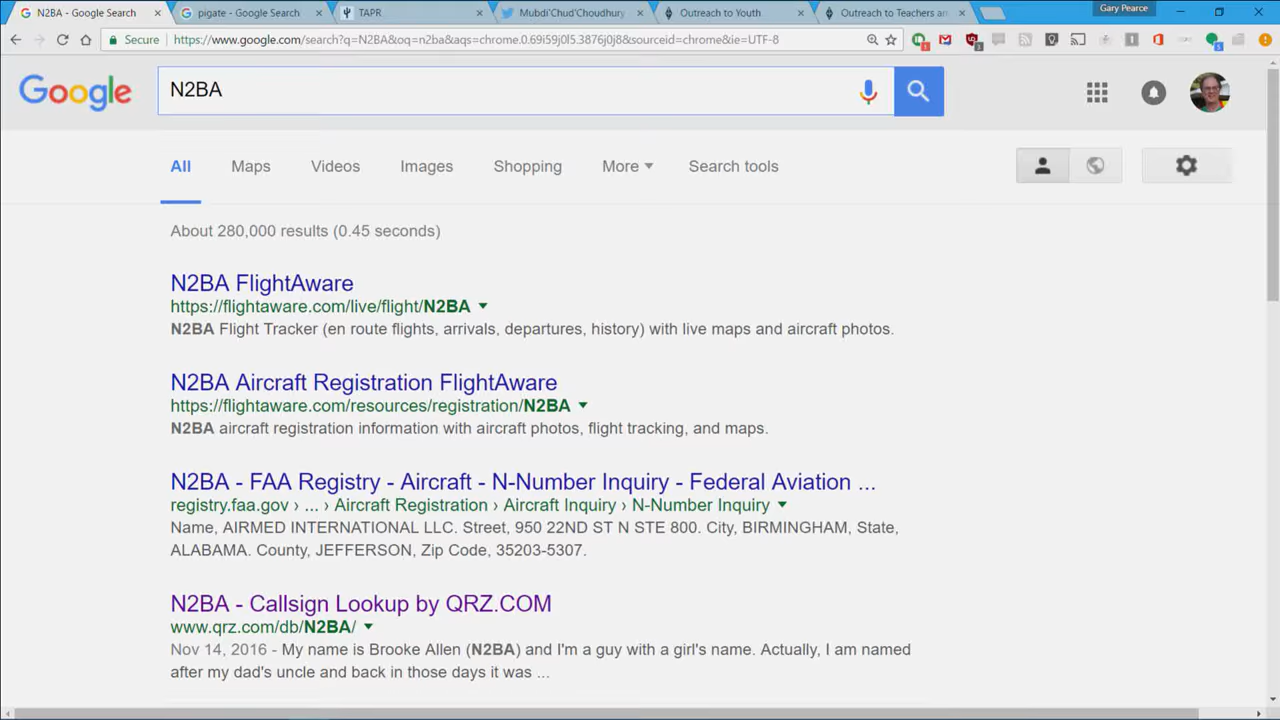 N2BA - Google Search
pigate - Google Search
TAPR
Mubdi'Chud'Choudhury
Outreach to Youth
Outreach to Teachers an
Gary Pearce
Secure
https://www.google.com/search?q=N2BA&oq=n2ba&aqs=chrome.0.69i59j0l5.3876j0j8&sourceid=chrome&ie=UTF-8
Google
N2BA
All Maps Videos Images Shopping More Search tools
About 280,000 results (0.45 seconds)
N2BA FlightAware
https://flightaware.com/live/flight/N2BA
N2BA Flight Tracker (en route flights, arrivals, departures, history) with live maps and aircraft photos.
N2BA Aircraft Registration FlightAware
https://flightaware.com/resources/registration/N2BA
N2BA aircraft registration information with aircraft photos, flight tracking, and maps.
N2BA - FAA Registry - Aircraft - N-Number Inquiry - Federal Aviation ...
registry.faa.gov › ... › Aircraft Registration › Aircraft Inquiry › N-Number Inquiry
Name, AIRMED INTERNATIONAL LLC. Street, 950 22ND ST N STE 800. City, BIRMINGHAM, State,
ALABAMA. County, JEFFERSON, Zip Code, 35203-5307.
N2BA - Callsign Lookup by QRZ.COM
www.qrz.com/db/N2BA/
Nov 14, 2016 - My name is Brooke Allen (N2BA) and I'm a guy with a girl's name. Actually, I am named
after my dad's uncle and back in those days it was ...